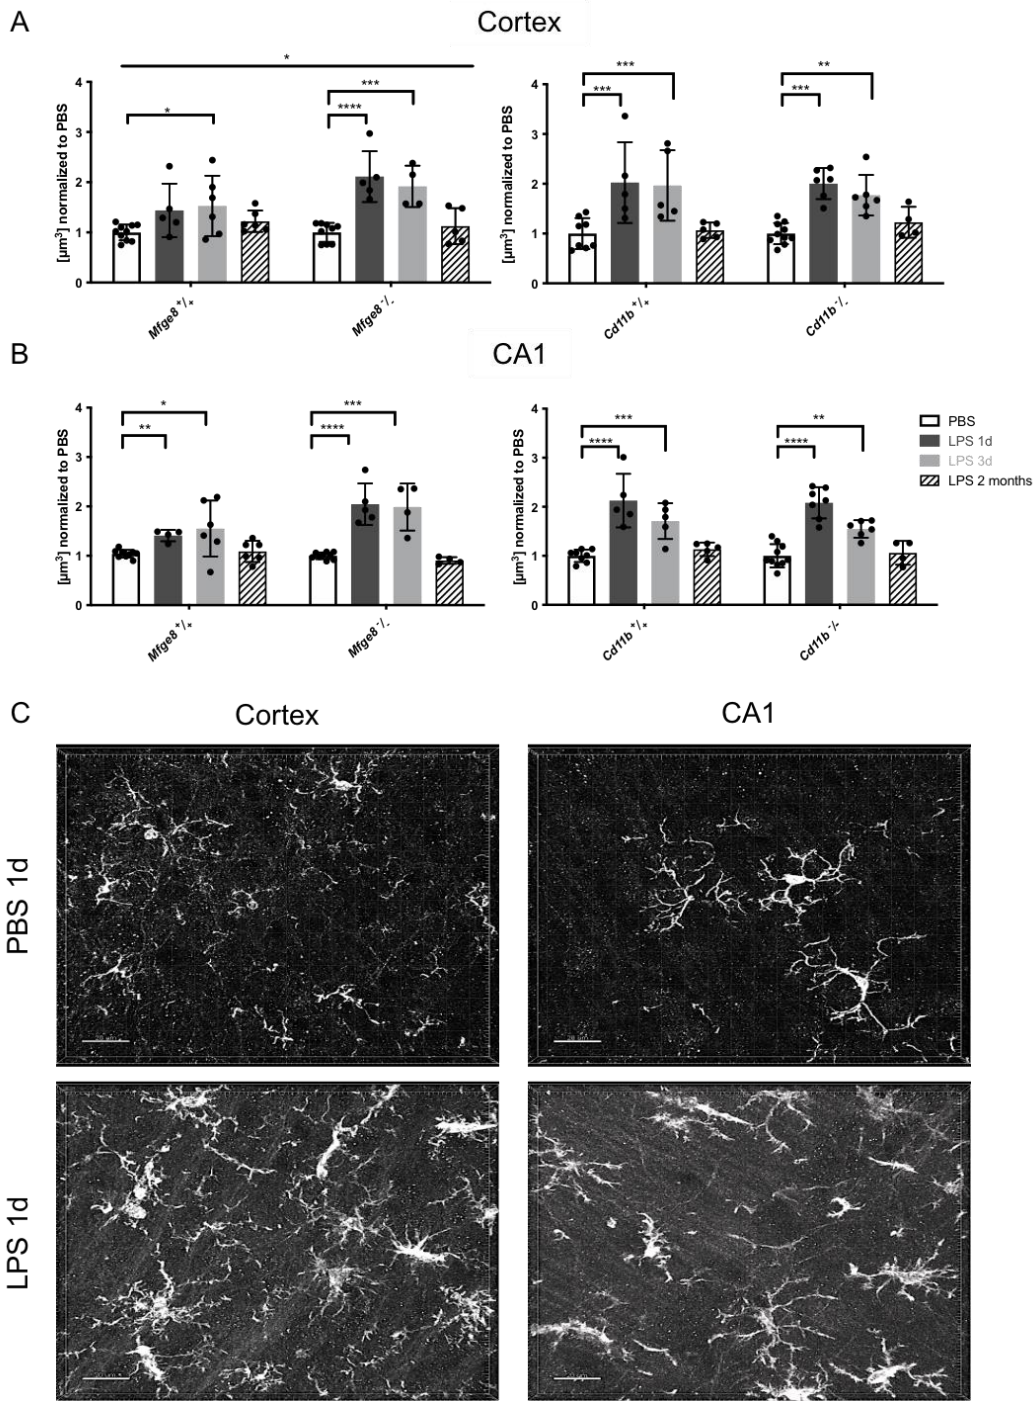 A
Cortex
*
[µm³] normalized to PBS
4
3
2
1
0
*
****
***
Mfge8 +/+
Mfge8 -/-
[µm³] normalized to PBS
4
3
2
1
0
***
***
**
***
Cd11b +/+
Cd11b -/-
B
CA1
[µm³] normalized to PBS
4
3
2
1
0
*
**
***
****
Mfge8 +/+
Mfge8 -/-
[µm³] normalized to PBS
4
3
2
1
0
***
****
**
****
Cd11b +/+
Cd11b -/-
PBS
LPS 1d
LPS 3d
LPS 2 months
C
Cortex
CA1
PBS 1d
LPS 1d